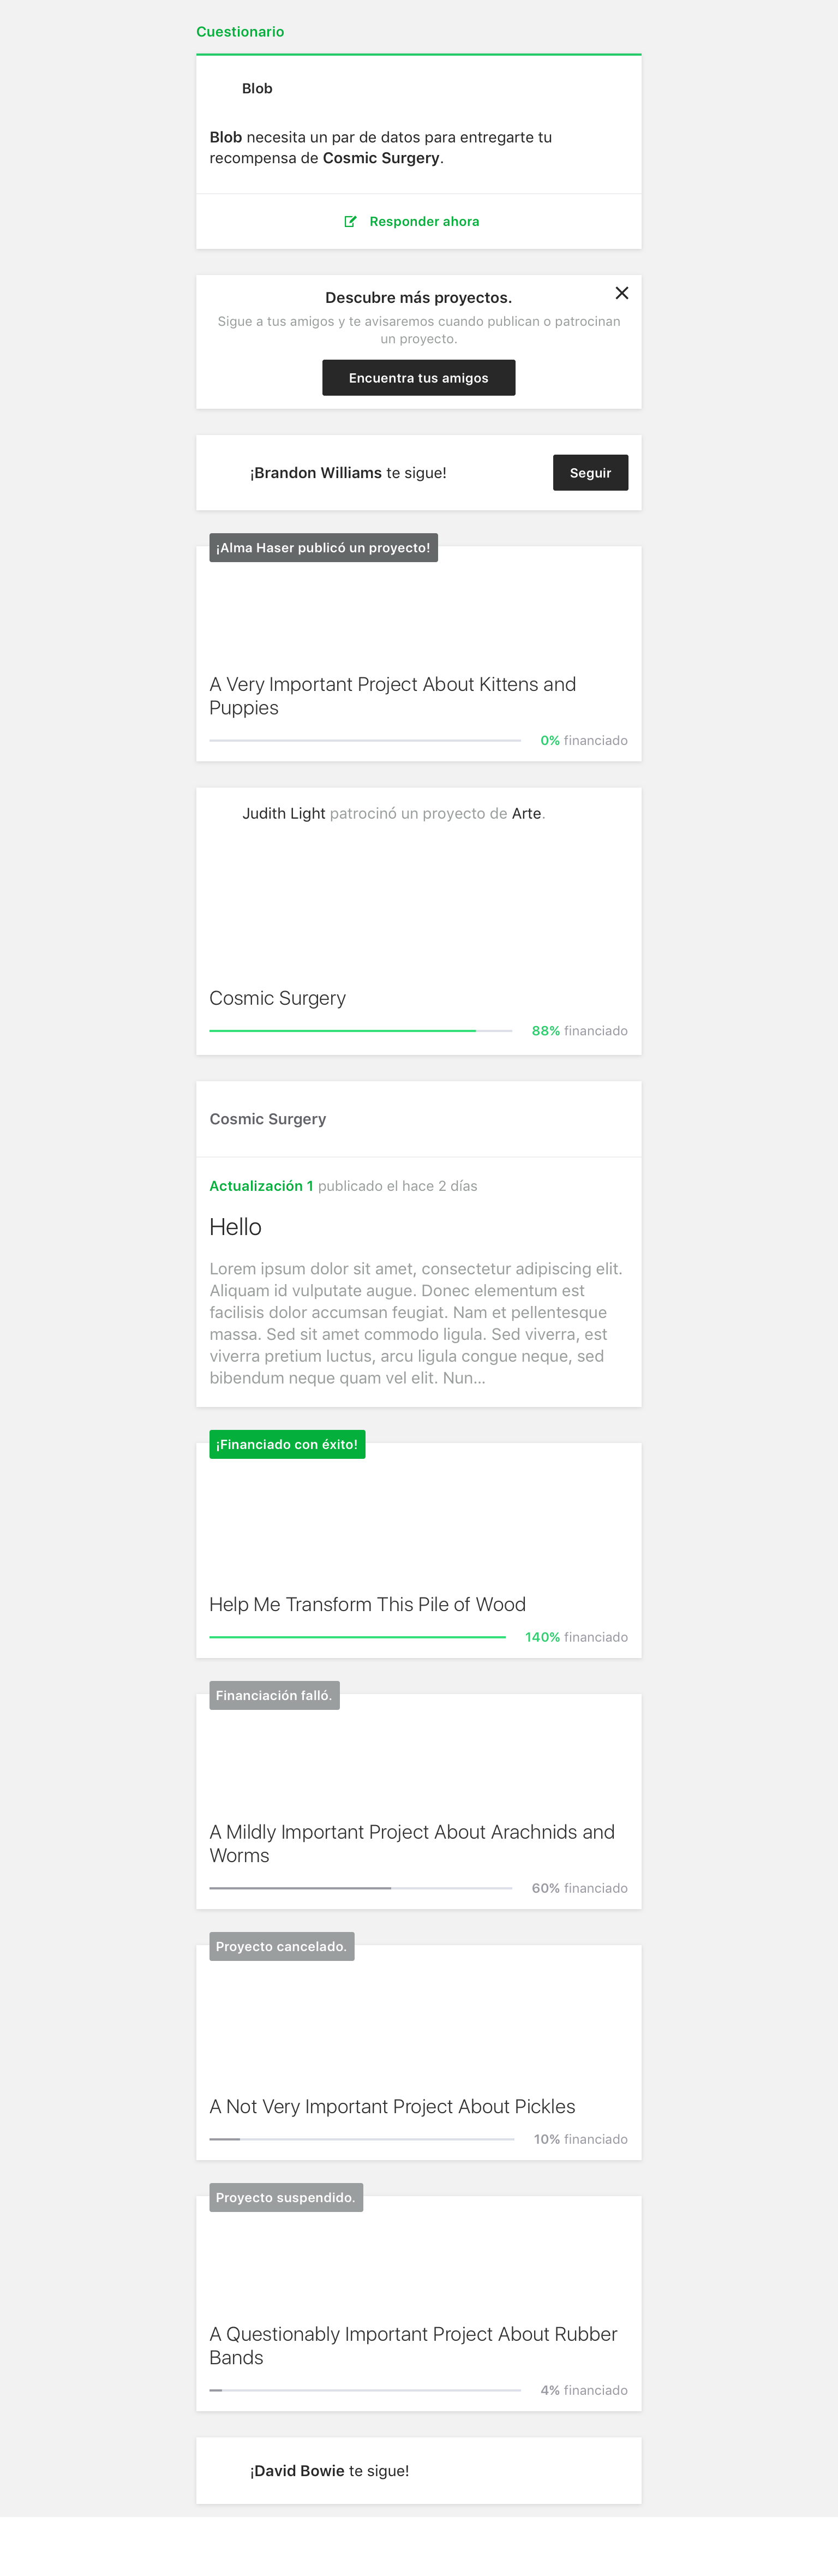 Cuestionario
Blob
Blob necesita un par de datos para entregarte tu
recompensa de Cosmic Surgery.
Responder ahora
Descubre más proyectos.
Sigue a tus amigos y te avisaremos cuando publican o patrocinan
un proyecto.
Encuentra tus amigos
¡Brandon Williams te sigue!
Seguir
¡Alma Haser publicó un proyecto!
A Very Important Project About Kittens and
Puppies
0% financiado
Judith Light patrocinó un proyecto de Arte.
Cosmic Surgery
88% financiado
Cosmic Surgery
Actualización 1 publicado el hace 2 días
Hello
Lorem ipsum dolor sit amet, consectetur adipiscing elit.
Aliquam id vulputate augue. Donec elementum est
facilisis dolor accumsan feugiat. Nam et pellentesque
massa. Sed sit amet commodo ligula. Sed viverra, est
viverra pretium luctus, arcu ligula congue neque, sed
bibendum neque quam vel elit. Nun...
¡Financiado con éxito!
Help Me Transform This Pile of Wood
140% financiado
Financiación falló.
A Mildly Important Project About Arachnids and
Worms
60% financiado
Proyecto cancelado.
A Not Very Important Project About Pickles
10% financiado
Proyecto suspendido.
A Questionably Important Project About Rubber
Bands
4% financiado
¡David Bowie te sigue!